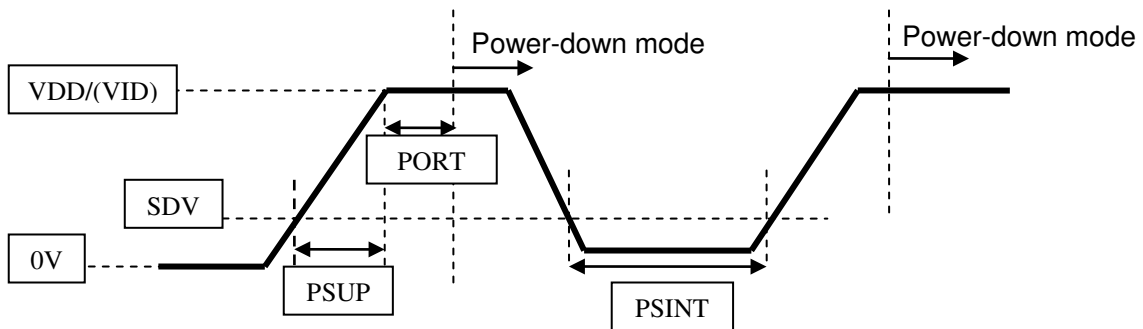 Power-down mode
Power-down mode
VDD/(VID)
PORT
SDV
0V
PSUP
PSINT